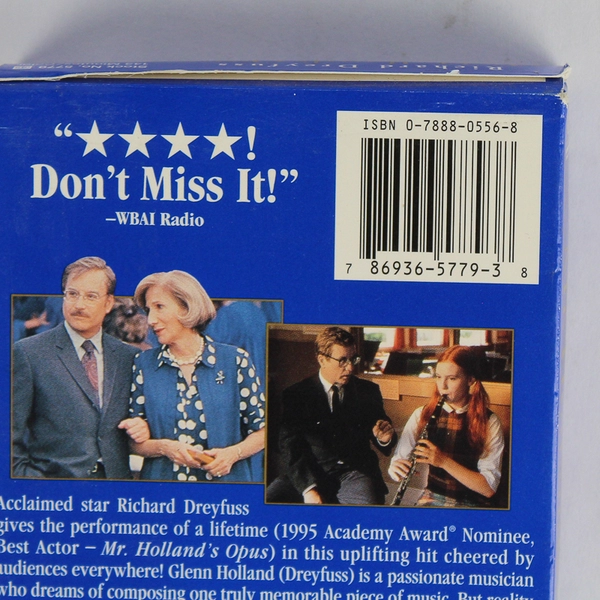 Richard Dreyfuss
ISBN 0-7888-0556-8
“★★★★!
Don't Miss It!”
–WBAI Radio
7 86936-5779-3 8
Acclaimed star Richard Dreyfuss
gives the performance of a lifetime (1995 Academy Award® Nominee,
Best Actor – Mr. Holland's Opus) in this uplifting hit cheered by
audiences everywhere! Glenn Holland (Dreyfuss) is a passionate musician
who dreams of composing one truly memorable piece of music. But reality